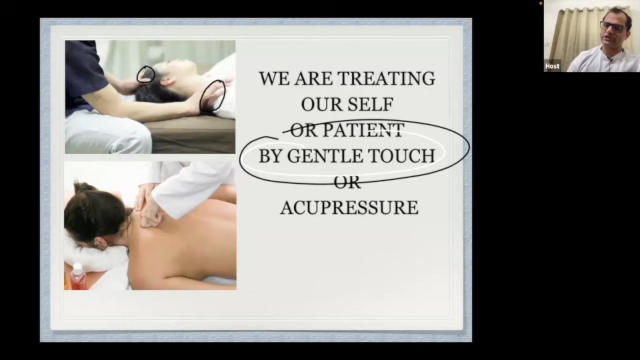 WE ARE TREATING
OUR SELF
OR PATIENT
BY GENTLE TOUCH
OR
ACUPRESSURE
Host